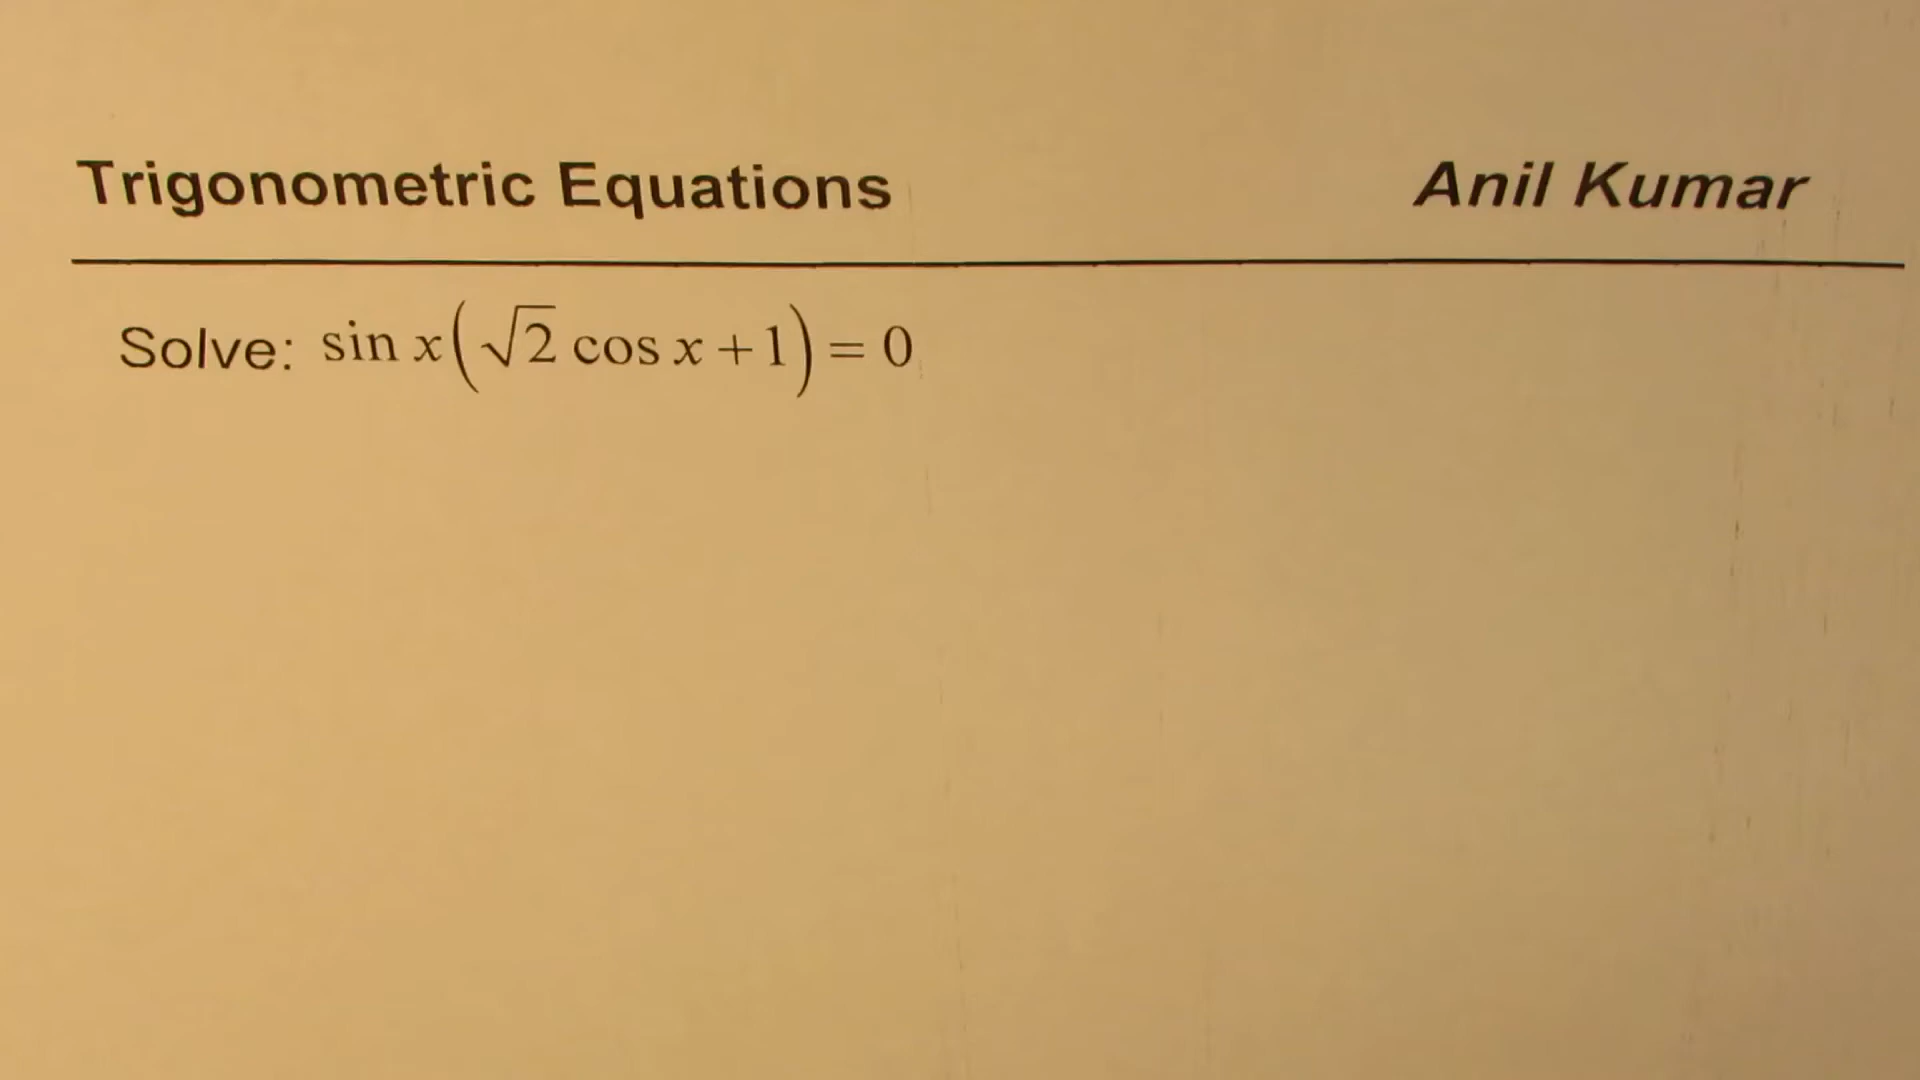 Trigonometric Equations Anil Kumar
Solve: sin x(√2 cos x + 1) = 0